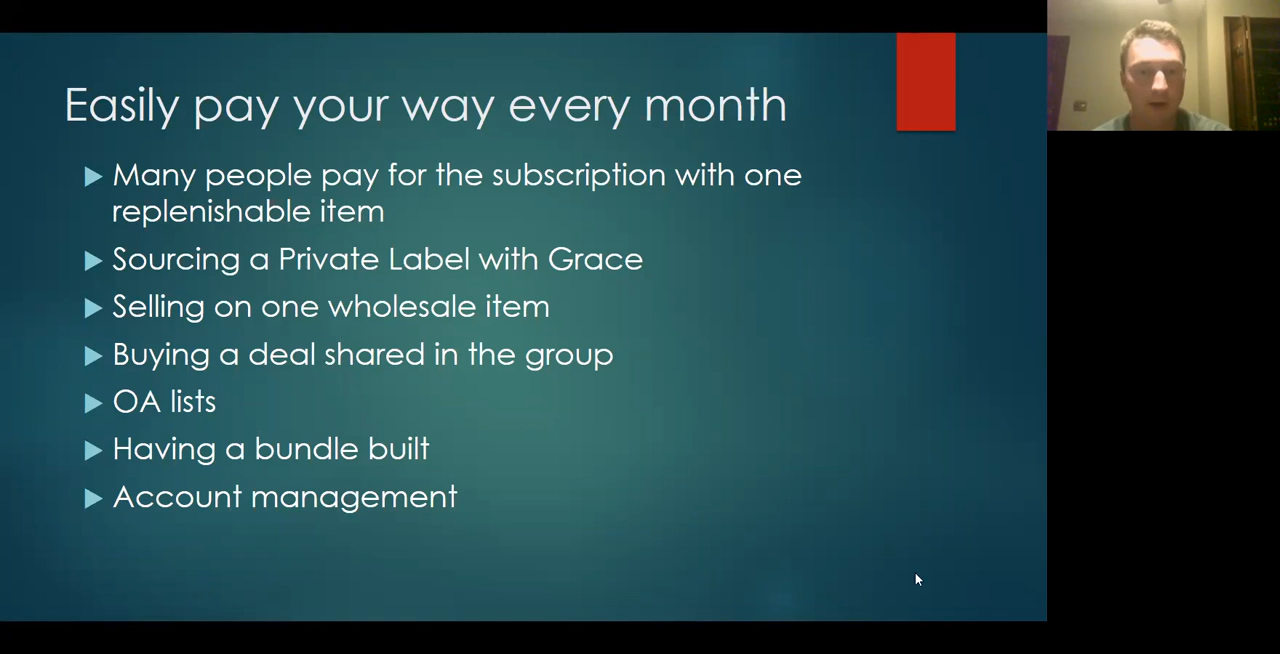 Easily pay your way every month
Many people pay for the subscription with one
replenishable item
Sourcing a Private Label with Grace
Selling on one wholesale item
Buying a deal shared in the group
OA lists
Having a bundle built
Account management